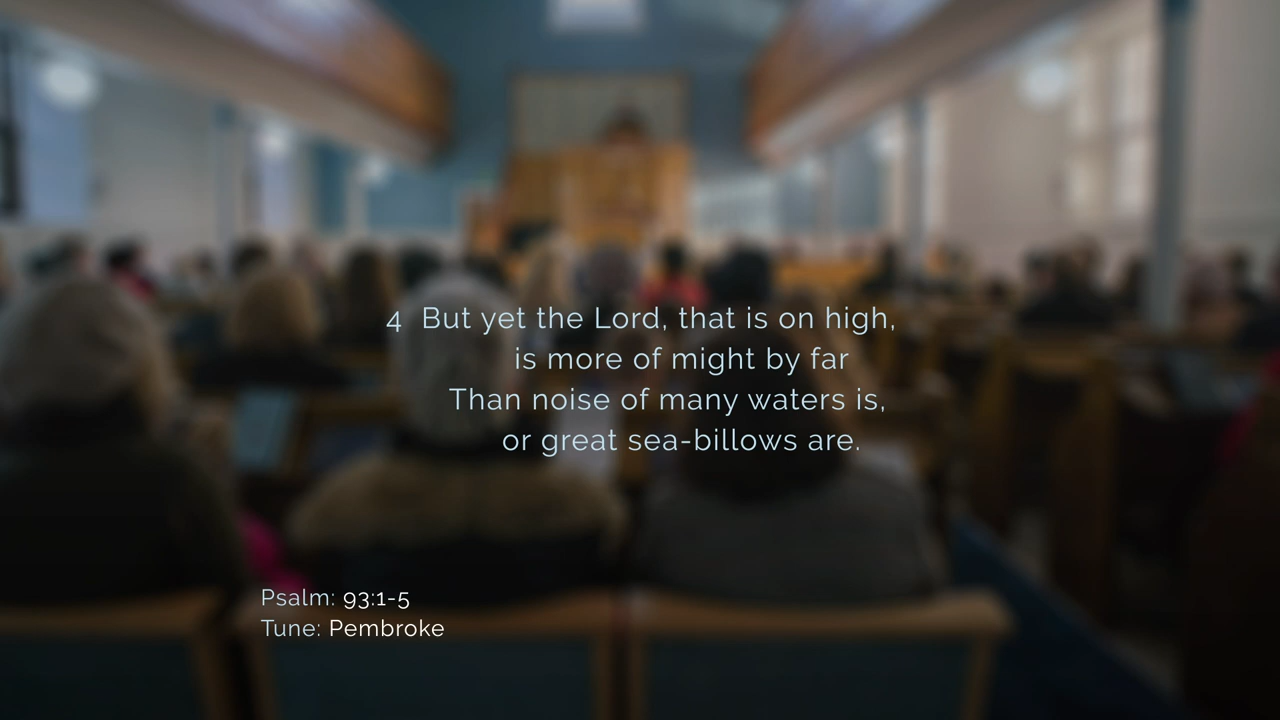 4 But yet the Lord, that is on high,
is more of might by far
Than noise of many waters is,
or great sea-billows are.
Psalm: 93:1-5
Tune: Pembroke